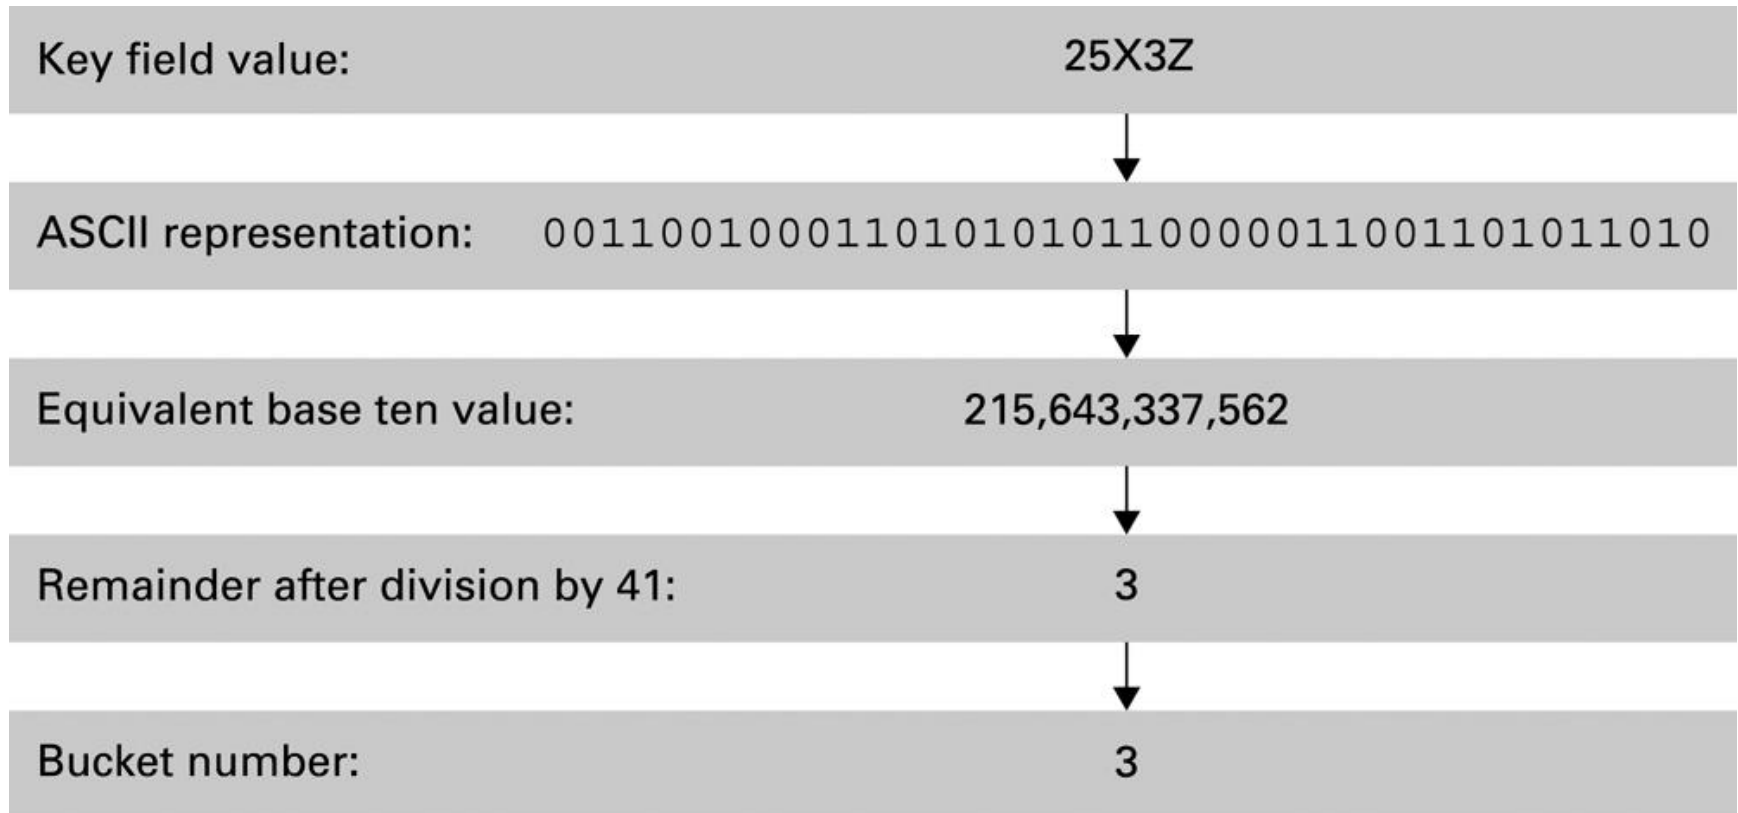 Key field value: 25X3Z
ASCII representation: 0011001000110101010110000011001101011010
Equivalent base ten value: 215,643,337,562
Remainder after division by 41: 3
Bucket number: 3